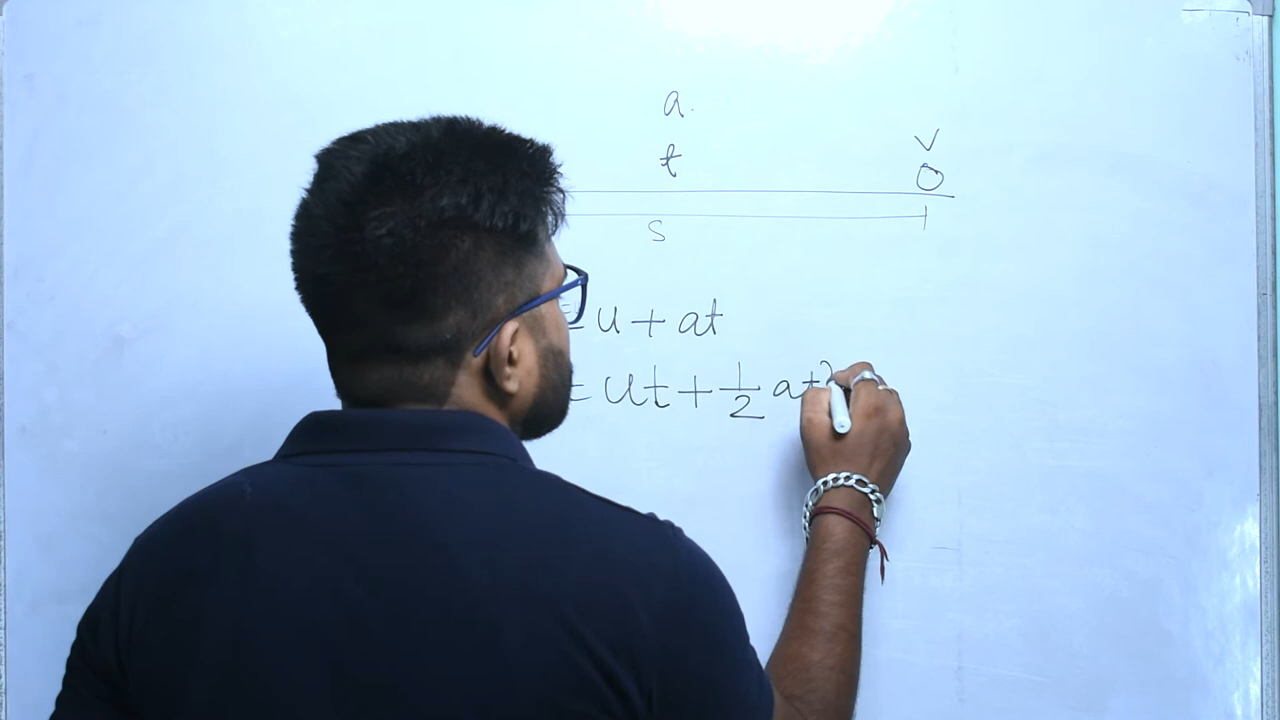 a.
t
v
O
s
= u + at
= ut + 1/2 at²